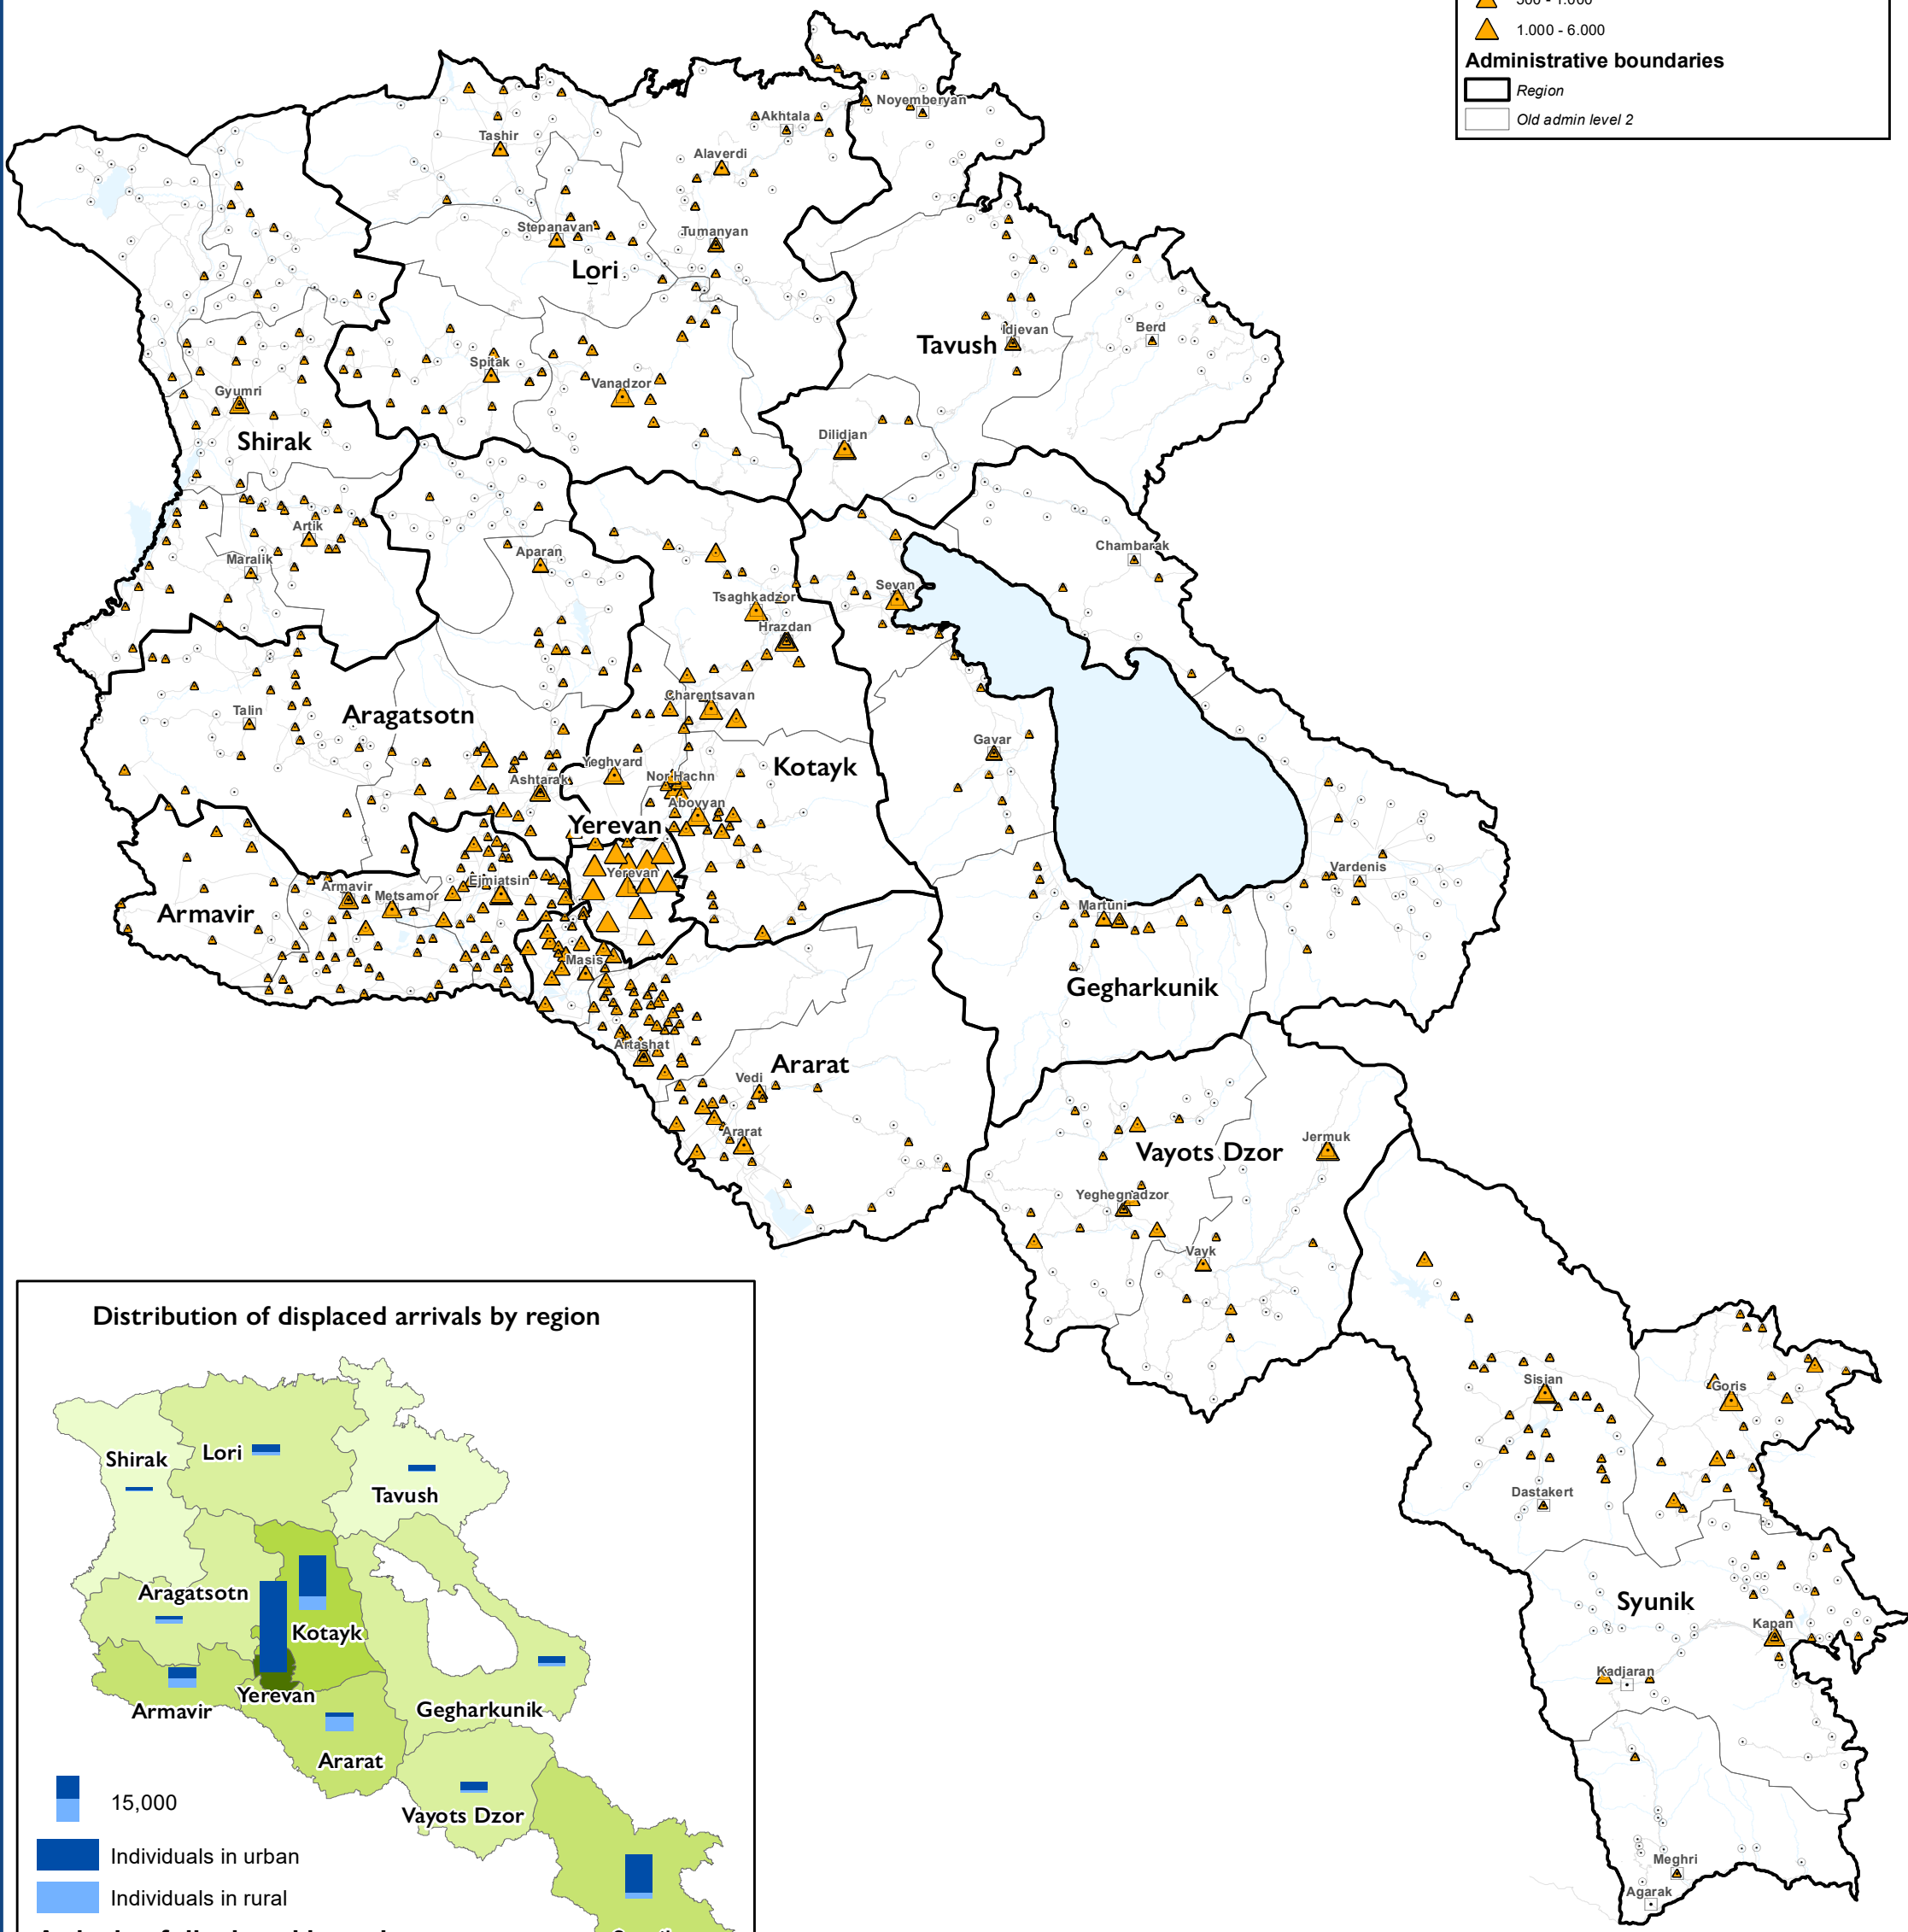 1.000 - 6.000
Administrative boundaries
Region
Old admin level 2
Noyemberyan
Akhtala
Tashir
Alaverdi
Stepanavan
Tumanyan
Lori
Idjevan
Berd
Tavush
Spitak
Vanadzor
Gyumri
Shirak
Dilidjan
Artik
Maralik
Aparan
Chambarak
Sevan
Tsaghkadzor
Hrazdan
Charentsavan
Talin
Aragatsotn
Gavar
Yeghvard
Nor Hachn
Kotayk
Ashtarak
Abovyan
Yerevan
Yerevan
Vardenis
Ejmiatsin
Armavir
Metsamor
Armavir
Martuni
Masis
Gegharkunik
Artashat
Ararat
Vedi
Ararat
Jermuk
Vayots Dzor
Yeghegnadzor
Vayk
Sisian
Goris
Dastakert
Syunik
Kapan
Kadjaran
Meghri
Agarak
Distribution of displaced arrivals by region
Shirak
Lori
Tavush
Aragatsotn
Kotayk
Yerevan
Armavir
Gegharkunik
Ararat
Vayots Dzor
15,000
Individuals in urban
Individuals in rural